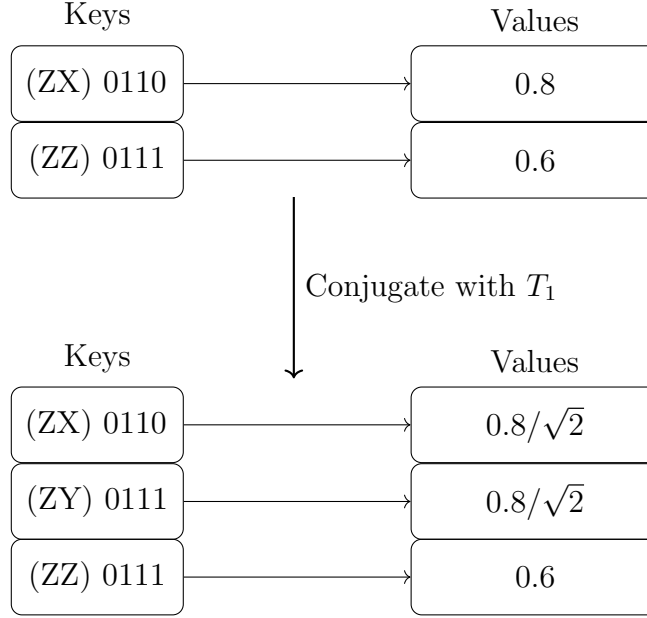 Keys Values
(ZX) 0110 0.8
(ZZ) 0111 0.6
Conjugate with T₁
Keys Values
(ZX) 0110 0.8/√2
(ZY) 0111 0.8/√2
(ZZ) 0111 0.6